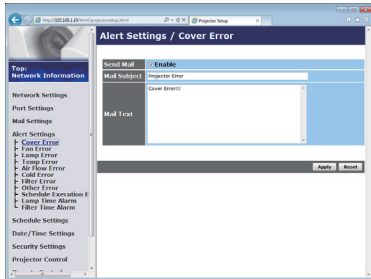 http://192.168.1.10/html/projectorsetup.html
Projector Setup
Alert Settings / Cover Error
Top:
Network Information
Network Settings
Port Settings
Mail Settings
Alert Settings
Cover Error
Fan Error
Lamp Error
Temp Error
Air Flow Error
Cold Error
Filter Error
Other Error
Schedule Execution E
Lamp Time Alarm
Filter Time Alarm
Schedule Settings
Date/Time Settings
Security Settings
Projector Control
Send Mail
Enable
Mail Subject
Projector Error
Mail Text
Cover Error!!!
Apply
Reset